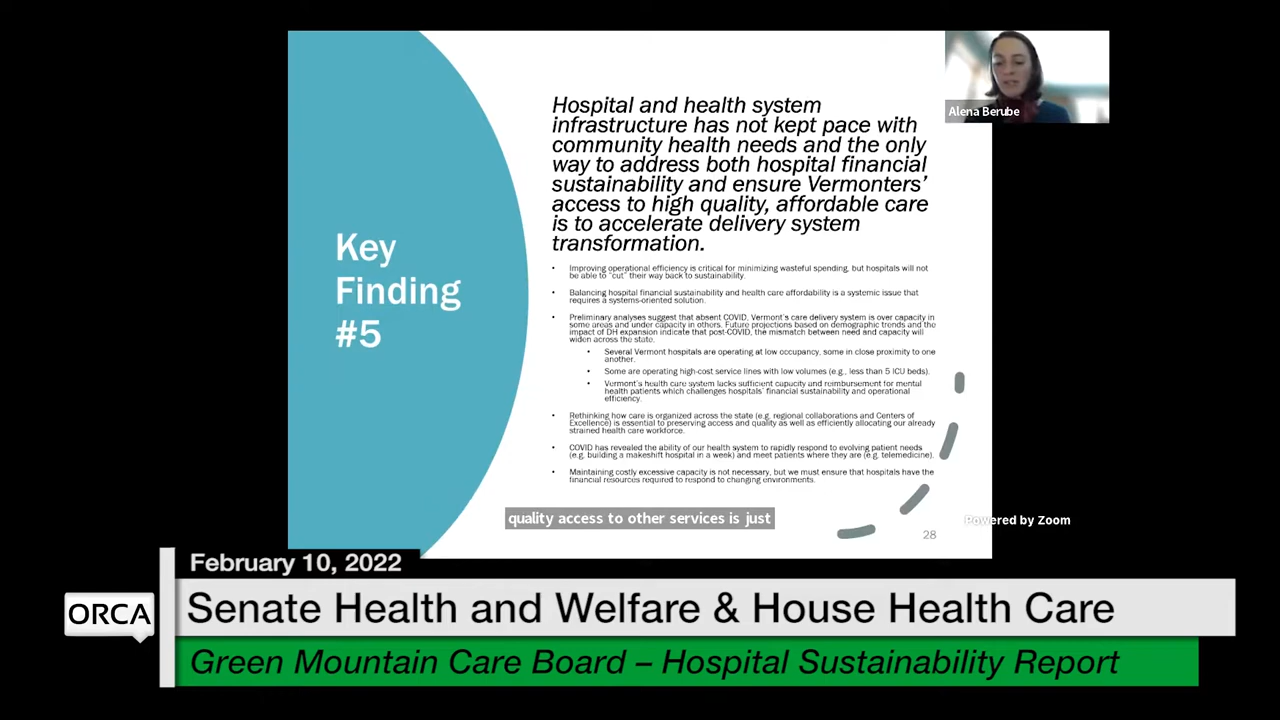 Alena Berube
Key
Finding
#5
Hospital and health system
infrastructure has not kept pace with
community health needs and the only
way to address both hospital financial
sustainability and ensure Vermonters'
access to high quality, affordable care
is to accelerate delivery system
transformation.
• Improving operational efficiency is critical for minimizing wasteful spending, but hospitals will not
be able to "cut" their way back to sustainability.
• Balancing hospital financial sustainability and health care affordability is a systemic issue that
requires a systems-oriented solution.
• Preliminary analyses suggest that absent COVID, Vermont's care delivery system is over capacity in
some areas and under capacity in others. Future projections based on demographic trends and the
impact of DH expansion indicate that post-COVID, the mismatch between need and capacity will
widen across the state.
• Several Vermont hospitals are operating at low occupancy, some in close proximity to one
another.
• Some are operating high-cost service lines with low volumes (e.g., less than 5 ICU beds).
• Vermont's health care system lacks sufficient capacity and reimbursement for mental
health patients which challenges hospitals' financial sustainability and operational
efficiency.
• Rethinking how care is organized across the state (e.g. regional collaborations and Centers of
Excellence) is essential to preserving access and quality as well as efficiently allocating our already
strained health care workforce.
• COVID has revealed the ability of our health system to rapidly respond to evolving patient needs
(e.g. building a makeshift hospital in a week) and meet patients where they are (e.g. telemedicine).
• Maintaining costly excessive capacity is not necessary, but we must ensure that hospitals have the
financial resources required to respond to changing environments.
quality access to other services is just
28
Powered by Zoom
February 10, 2022
ORCA
Senate Health and Welfare & House Health Care
Green Mountain Care Board – Hospital Sustainability Report